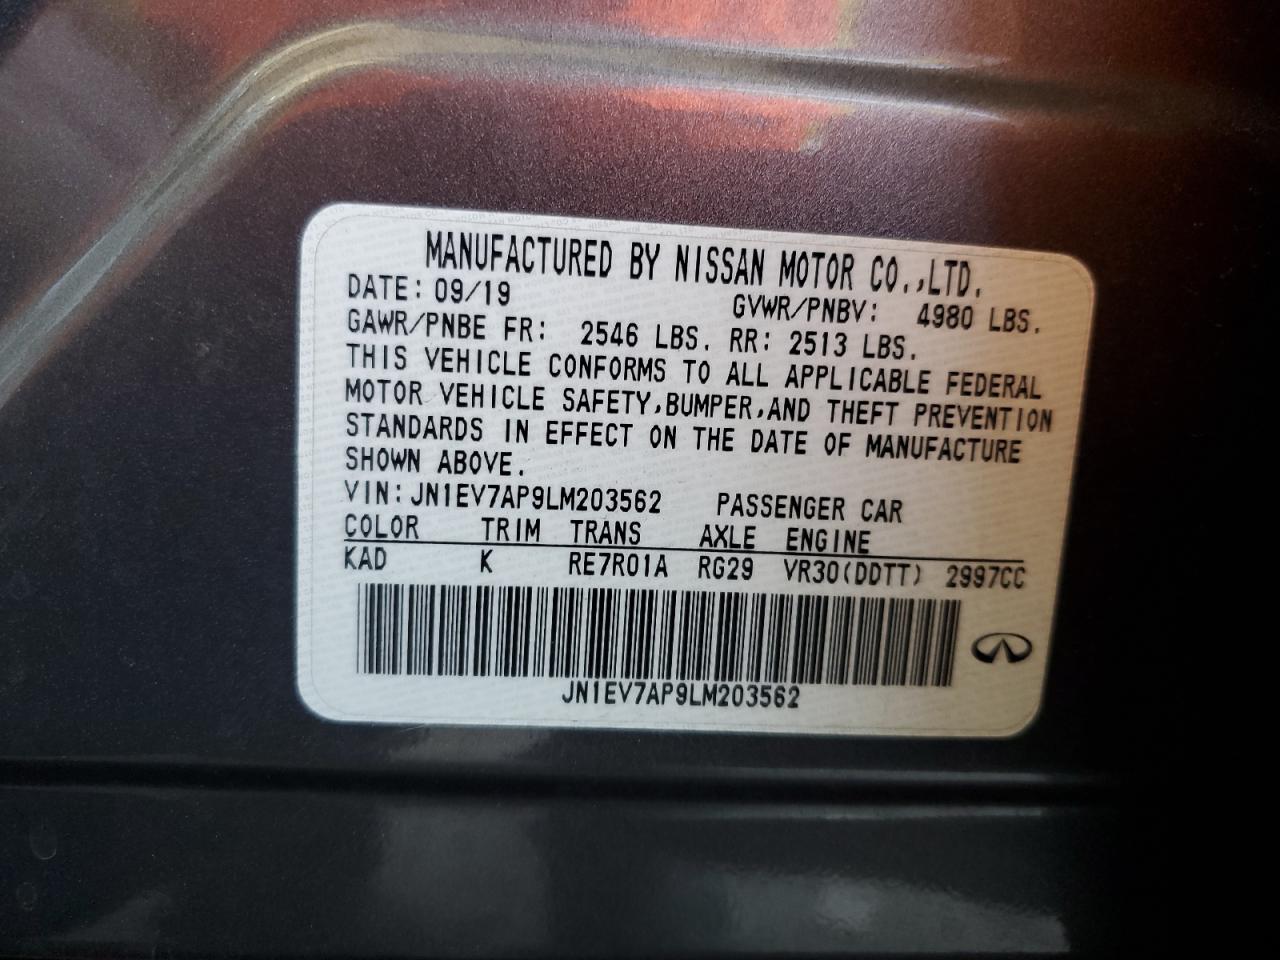 MANUFACTURED BY NISSAN MOTOR CO.,LTD.
DATE: 09/19 GVWR/PNBV: 4980 LBS.
GAWR/PNBE FR: 2546 LBS. RR: 2513 LBS.
THIS VEHICLE CONFORMS TO ALL APPLICABLE FEDERAL
MOTOR VEHICLE SAFETY,BUMPER,AND THEFT PREVENTION
STANDARDS IN EFFECT ON THE DATE OF MANUFACTURE
SHOWN ABOVE.
VIN: JN1EV7AP9LM203562 PASSENGER CAR
COLOR TRIM TRANS AXLE ENGINE
KAD K RE7R01A RG29 VR30(DDTT) 2997CC
JN1EV7AP9LM203562